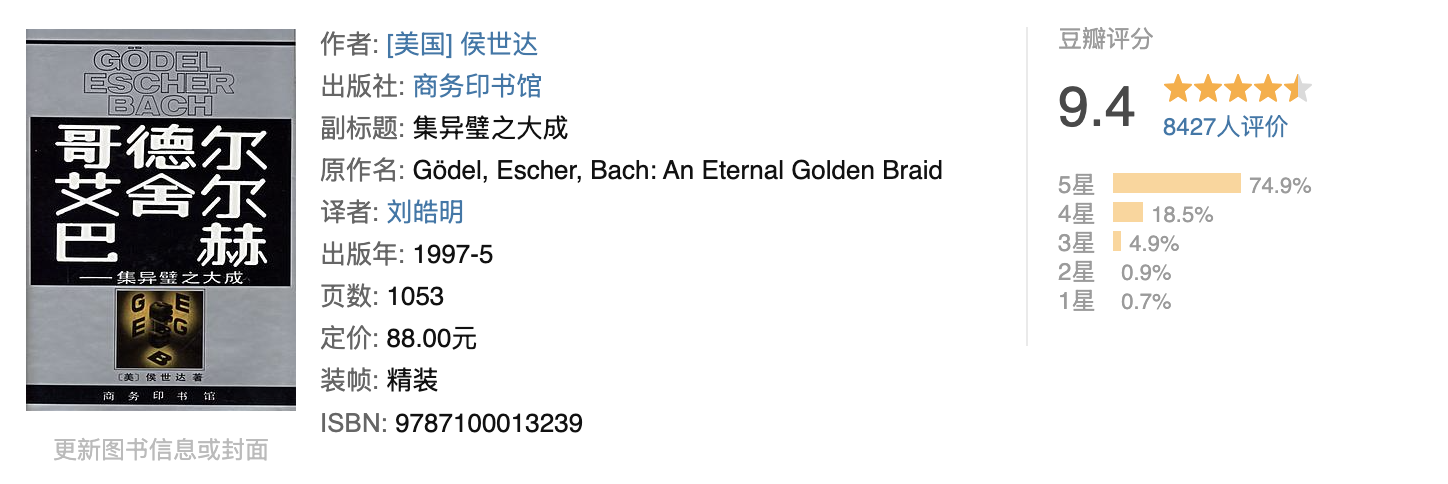 GÖDEL
ESCHER
BACH
哥德尔
艾舍尔
巴 赫
——集异璧之大成
G E
E G
B
〔美〕侯世达 著
商务印书馆
更新图书信息或封面
作者: [美国] 侯世达
出版社: 商务印书馆
副标题: 集异璧之大成
原作名: Gödel, Escher, Bach: An Eternal Golden Braid
译者: 刘皓明
出版年: 1997-5
页数: 1053
定价: 88.00元
装帧: 精装
ISBN: 9787100013239
豆瓣评分
9.4
8427人评价
5星 74.9%
4星 18.5%
3星 4.9%
2星 0.9%
1星 0.7%